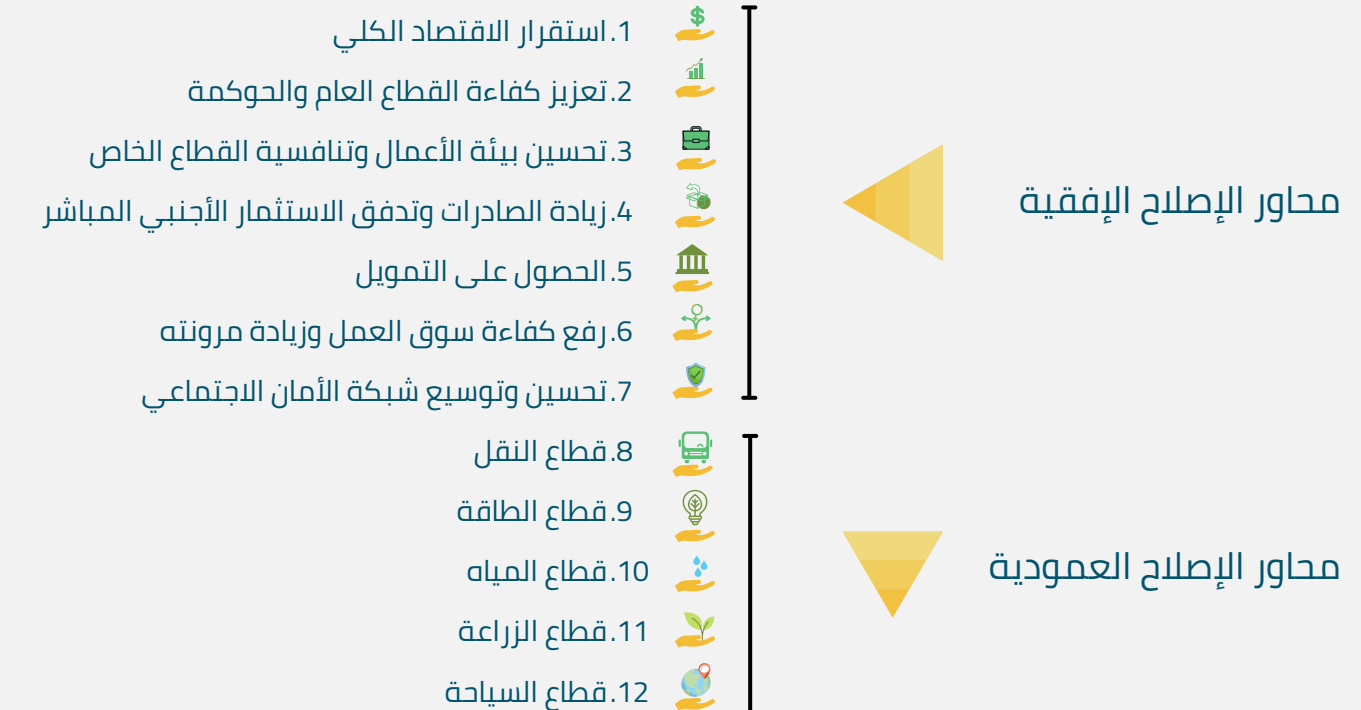 محاور الإصلاح الإفقية
1. استقرار الاقتصاد الكلي
2. تعزيز كفاءة القطاع العام والحوكمة
3. تحسين بيئة الأعمال وتنافسية القطاع الخاص
4. زيادة الصادرات وتدفق الاستثمار الأجنبي المباشر
5. الحصول على التمويل
6. رفع كفاءة سوق العمل وزيادة مرونته
7. تحسين وتوسيع شبكة الأمان الاجتماعي
محاور الإصلاح العمودية
8. قطاع النقل
9. قطاع الطاقة
10. قطاع المياه
11. قطاع الزراعة
12. قطاع السياحة